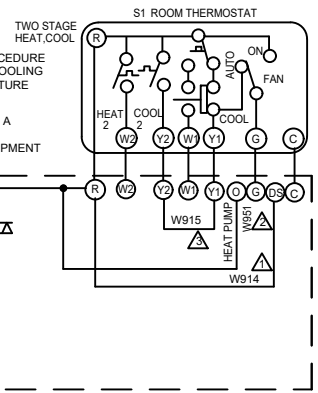 S1 ROOM THERMOSTAT
TWO STAGE
HEAT,COOL
CEDURE
OOLING
TURE
A
PMENT
R
AUTO
ON
FAN
HEAT
2
COOL
2
COOL
W2
Y2
W1
Y1
G
C
R
W2
Y2
W1
Y1
O
G
DS
C
W915
3
HEAT PUMP
W951
2
1
W914